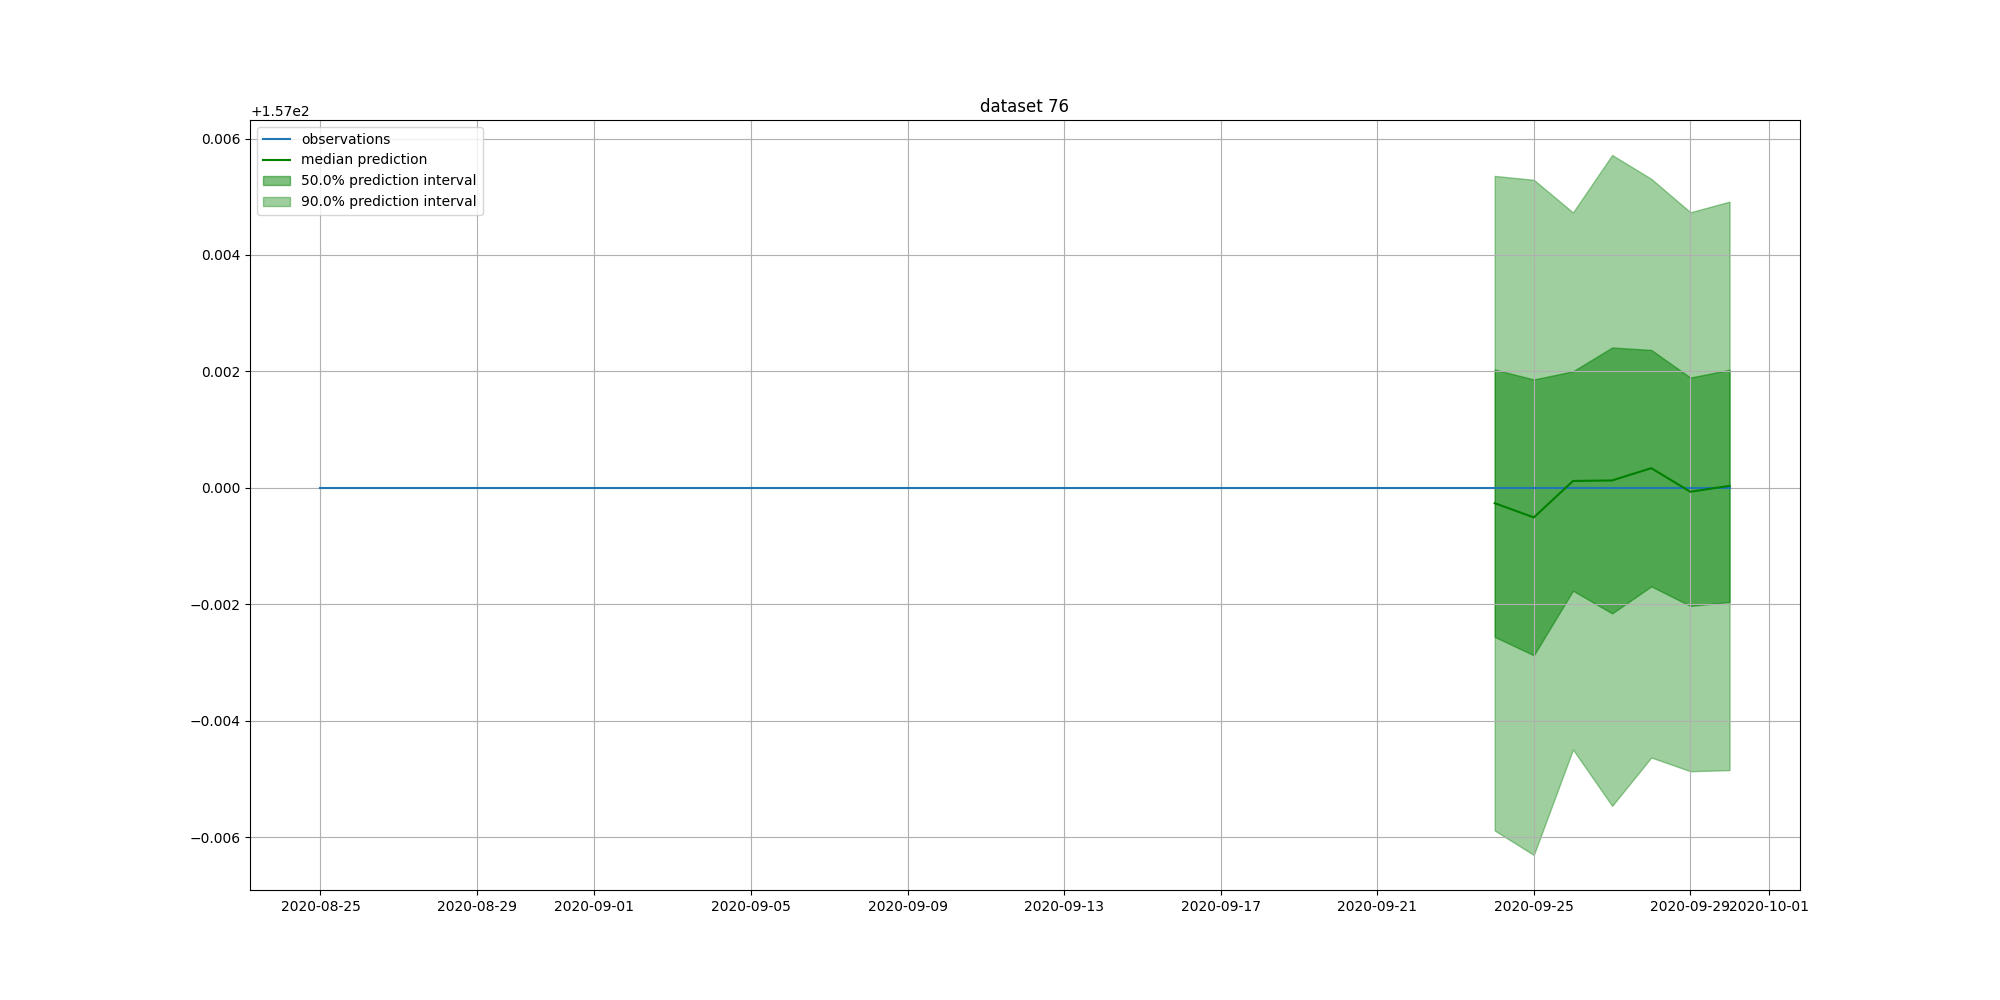 dataset 76
+1.57e2
observations
median prediction
50.0% prediction interval
90.0% prediction interval
0.006
0.004
0.002
0.000
−0.002
−0.004
−0.006
2020-08-25 2020-08-29 2020-09-01 2020-09-05 2020-09-09 2020-09-13 2020-09-17 2020-09-21 2020-09-25 2020-09-29 2020-10-01